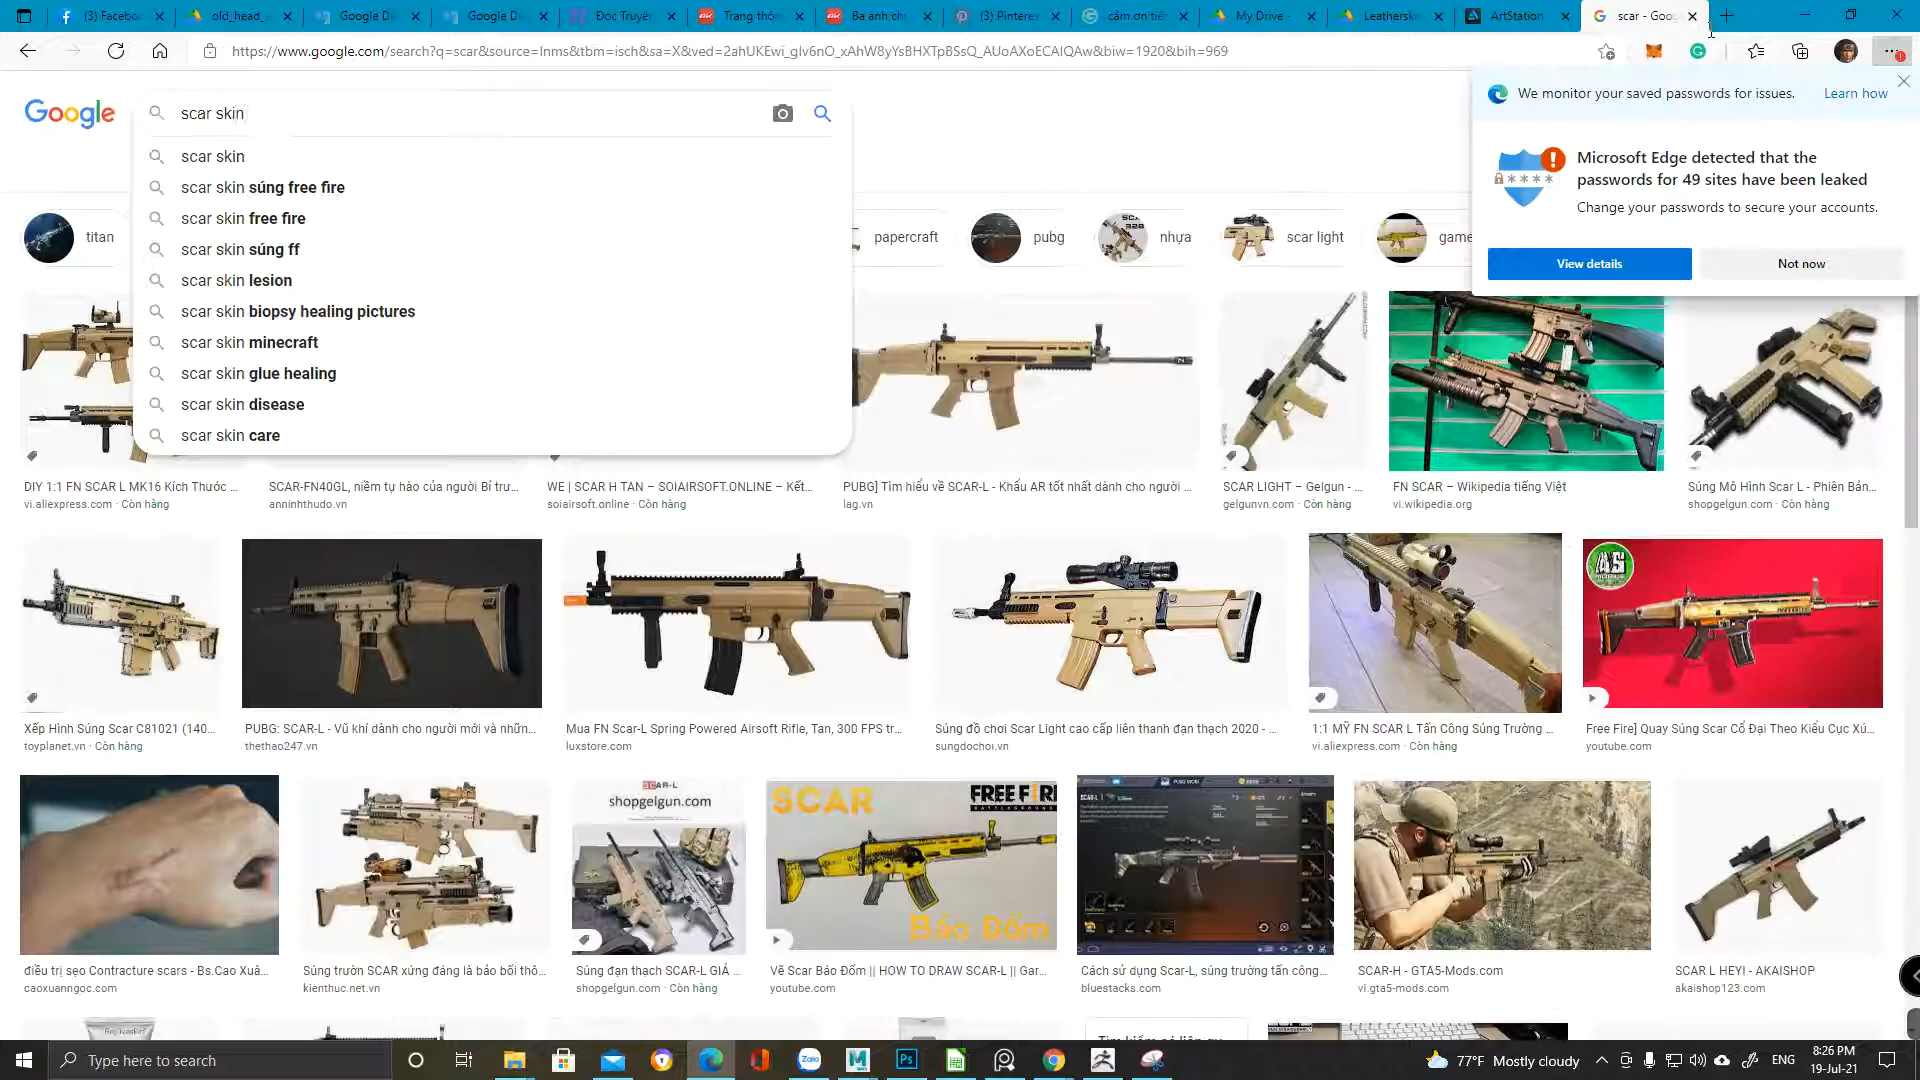 (3) Facebo
old_head_
Google Di
Google Di
Đọc Truyệ
Trang thôn
Ba anh chi
(3) Pinteres
cảm ơn tiế
My Drive -
Leatherski
ArtStation
scar - Goog
https://www.google.com/search?q=scar&source=lnms&tbm=isch&sa=X&ved=2ahUKEwi_glv6nO_xAhW8yYsBHXTpBSsQ_AUoAXoECAIQAw&biw=1920&bih=969
We monitor your saved passwords for issues. Learn how
Microsoft Edge detected that the
passwords for 49 sites have been leaked
Change your passwords to secure your accounts.
View details
Not now
Google
scar skin
scar skin
scar skin súng free fire
scar skin free fire
scar skin súng ff
scar skin lesion
scar skin biopsy healing pictures
scar skin minecraft
scar skin glue healing
scar skin disease
scar skin care
titan
papercraft
pubg
nhựa
scar light
game
DIY 1:1 FN SCAR L MK16 Kích Thước ...
vi.aliexpress.com · Còn hàng
SCAR-FN40GL, niềm tự hào của người Bỉ trư...
anninhthudo.vn
WE | SCAR H TAN – SOIAIRSOFT.ONLINE – Kết...
soiairsoft.online · Còn hàng
PUBG] Tìm hiểu về SCAR-L - Khẩu AR tốt nhất dành cho người ...
lag.vn
SCAR LIGHT – Gelgun - ...
gelgunvn.com · Còn hàng
FN SCAR – Wikipedia tiếng Việt
vi.wikipedia.org
Súng Mô Hình Scar L - Phiên Bản...
shopgelgun.com · Còn hàng
Xếp Hình Súng Scar C81021 (140...
toyplanet.vn · Còn hàng
PUBG: SCAR-L - Vũ khí dành cho người mới và nhữn...
thethao247.vn
Mua FN Scar-L Spring Powered Airsoft Rifle, Tan, 300 FPS tr...
luxstore.com
Súng đồ chơi Scar Light cao cấp liên thanh đạn thạch 2020 - ...
sungdochoi.vn
1:1 MỸ FN SCAR L Tấn Công Súng Trường ...
vi.aliexpress.com · Còn hàng
Free Fire] Quay Súng Scar Cổ Đại Theo Kiểu Cục Xú...
youtube.com
SCAR-L
shopgelgun.com
SCAR
FREE FIRE
Báo Đốm
SCAR-L
điều trị sẹo Contracture scars - Bs.Cao Xuâ...
caoxuanngoc.com
Súng trườn SCAR xứng đáng là bảo bối thô...
kienthuc.net.vn
Súng đạn thạch SCAR-L GIÁ ...
shopgelgun.com · Còn hàng
Vẽ Scar Báo Đốm || HOW TO DRAW SCAR-L || Gar...
youtube.com
Cách sử dụng Scar-L, súng trường tấn công...
bluestacks.com
SCAR-H - GTA5-Mods.com
vi.gta5-mods.com
SCAR L HEYI - AKAISHOP
akaishop123.com
Type here to search
77°F Mostly cloudy
ENG
8:26 PM
19-Jul-21